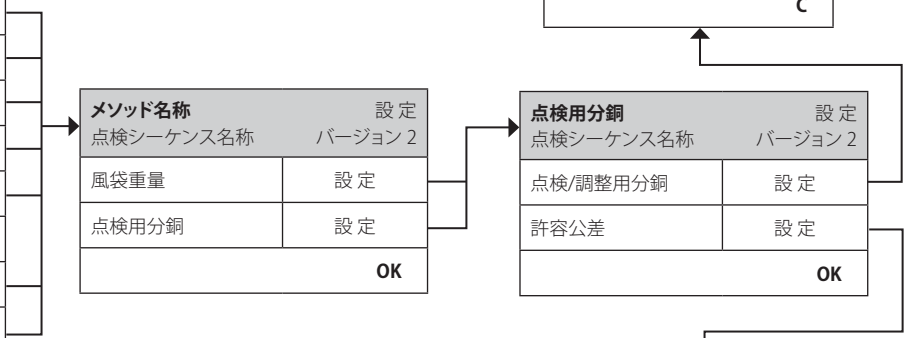 C
メソッド名称 設定
点検シーケンス名称 バージョン 2
風袋重量 設定
点検用分銅 設定
OK
点検用分銅 設定
点検シーケンス名称 バージョン 2
点検/調整用分銅 設定
許容公差 設定
OK